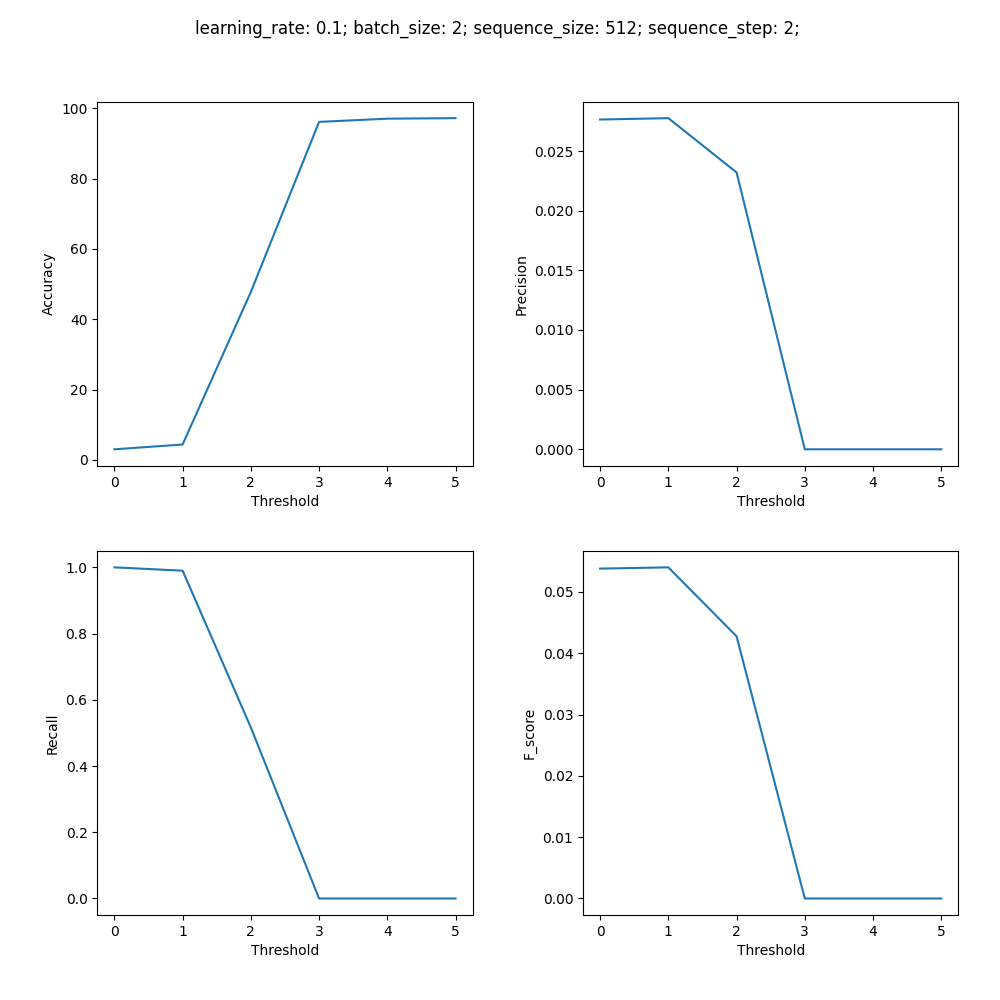 learning_rate: 0.1; batch_size: 2; sequence_size: 512; sequence_step: 2;
100
80
60
40
20
0
Accuracy
0 1 2 3 4 5
Threshold
0.025
0.020
0.015
0.010
0.005
0.000
Precision
0 1 2 3 4 5
Threshold
1.0
0.8
0.6
0.4
0.2
0.0
Recall
0 1 2 3 4 5
Threshold
0.05
0.04
0.03
0.02
0.01
0.00
F_score
0 1 2 3 4 5
Threshold